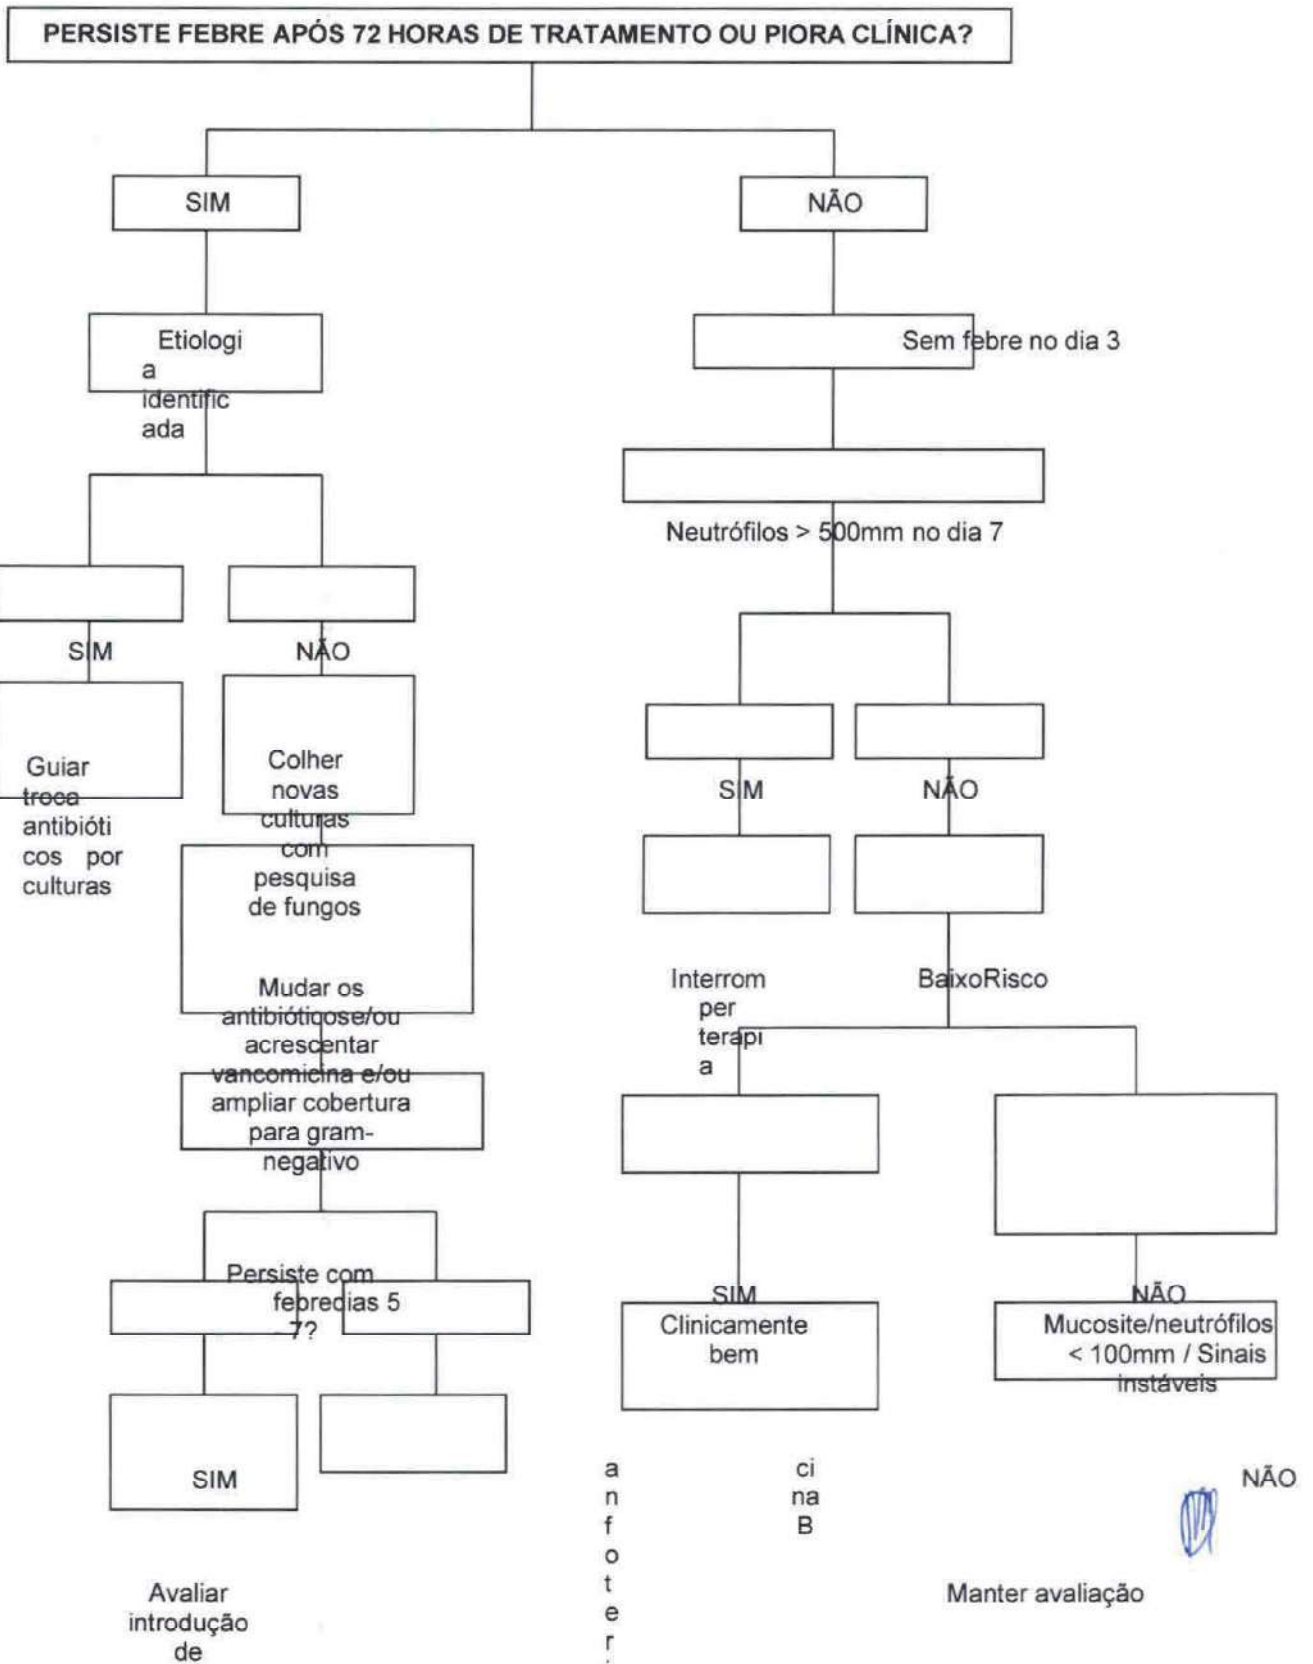 PERSISTE FEBRE APÓS 72 HORAS DE TRATAMENTO OU PIORA CLÍNICA?
SIM
NÃO
Etiologi
a
identific
ada
Sem febre no dia 3
Neutrófilos > 500mm no dia 7
SIM
NÃO
Guiar
troca
antibióti
cos por
culturas
Colher
novas
culturas
com
pesquisa
de fungos
SIM
NÃO
Mudar os
antibióticose/ou
acrescentar
vancomicina e/ou
ampliar cobertura
para gram-
negativo
Interrom
per
terapi
a
BaixoRisco
Persiste com
febredias 5
-7?
SIM
Clinicamente
bem
NÃO
Mucosite/neutrófilos
< 100mm / Sinais
instáveis
SIM
a
n
f
o
t
e
r
ci
na
B
NÃO
Avaliar
introdução
de
Manter avaliação